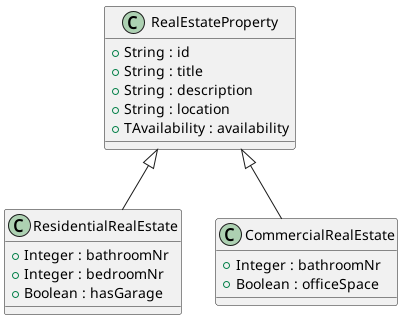 C RealEstateProperty
String : id
String : title
String : description
String : location
TAvailability : availability
C ResidentialRealEstate
Integer : bathroomNr
Integer : bedroomNr
Boolean : hasGarage
C CommercialRealEstate
Integer : bathroomNr
Boolean : officeSpace